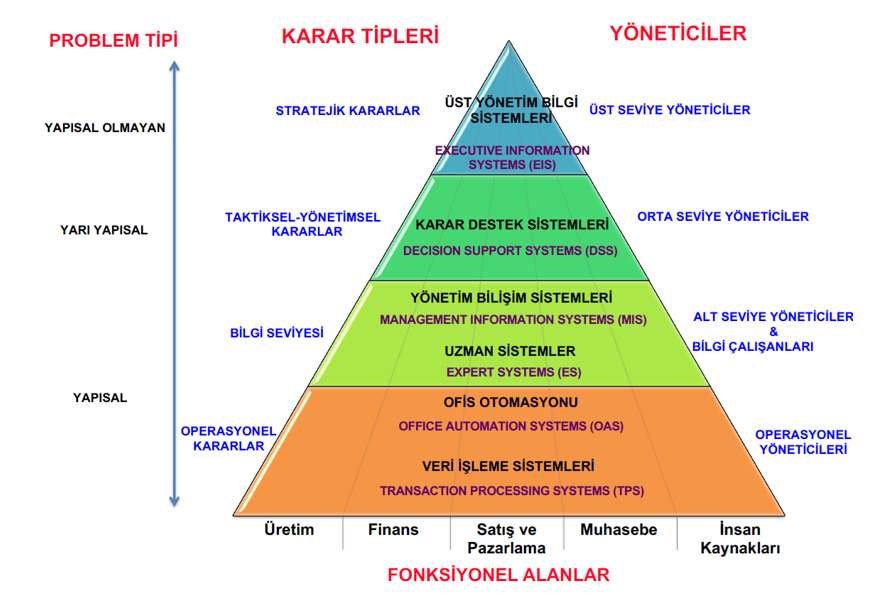 PROBLEM TİPİ
KARAR TİPLERİ
YÖNETİCİLER
YAPISAL OLMAYAN
STRATEJİK KARARLAR
ÜST YÖNETİM BİLGİ
SİSTEMLERİ
EXECUTIVE INFORMATION
SYSTEMS (EIS)
ÜST SEVİYE YÖNETİCİLER
YARI YAPISAL
TAKTİKSEL-YÖNETİMSEL
KARARLAR
KARAR DESTEK SİSTEMLERİ
DECISION SUPPORT SYSTEMS (DSS)
ORTA SEVİYE YÖNETİCİLER
BİLGİ SEVİYESİ
YÖNETİM BİLİŞİM SİSTEMLERİ
MANAGEMENT INFORMATION SYSTEMS (MIS)
UZMAN SİSTEMLER
EXPERT SYSTEMS (ES)
ALT SEVİYE YÖNETİCİLER
&
BİLGİ ÇALIŞANLARI
YAPISAL
OPERASYONEL
KARARLAR
OFİS OTOMASYONU
OFFICE AUTOMATION SYSTEMS (OAS)
VERİ İŞLEME SİSTEMLERİ
TRANSACTION PROCESSING SYSTEMS (TPS)
OPERASYONEL
YÖNETİCİLERİ
Üretim
Finans
Satış ve
Pazarlama
Muhasebe
İnsan
Kaynakları
FONKSİYONEL ALANLAR